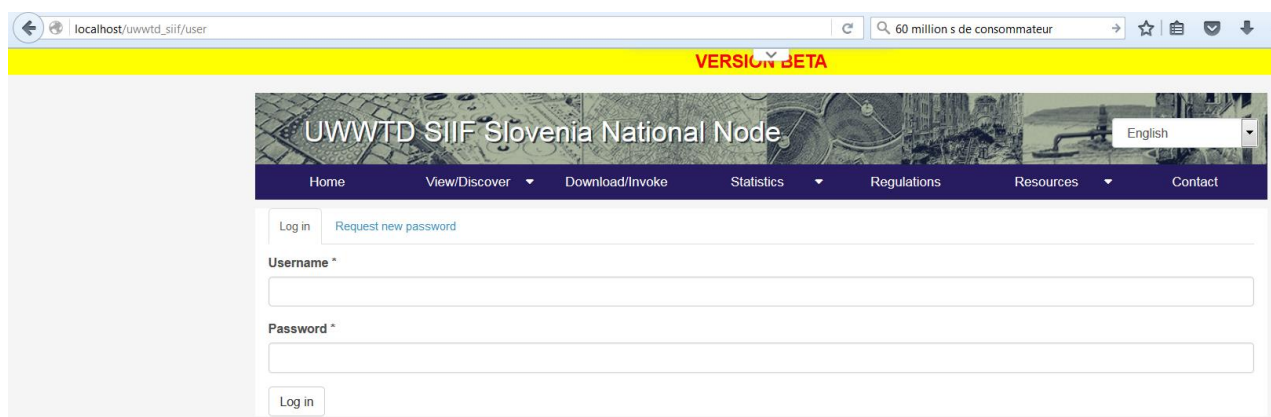 localhost/uwwtd_siif/user 60 million s de consommateur
VERSION BETA
UWWTD SIIF Slovenia National Node
English
Home View/Discover Download/Invoke Statistics Regulations Resources Contact
Log in Request new password
Username *
Password *
Log in